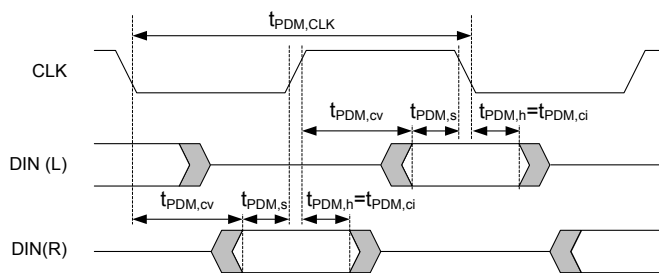 tPDM,CLK
CLK
tPDM,cv tPDM,s tPDM,h=tPDM,ci
DIN (L)
tPDM,cv tPDM,s tPDM,h=tPDM,ci
DIN(R)